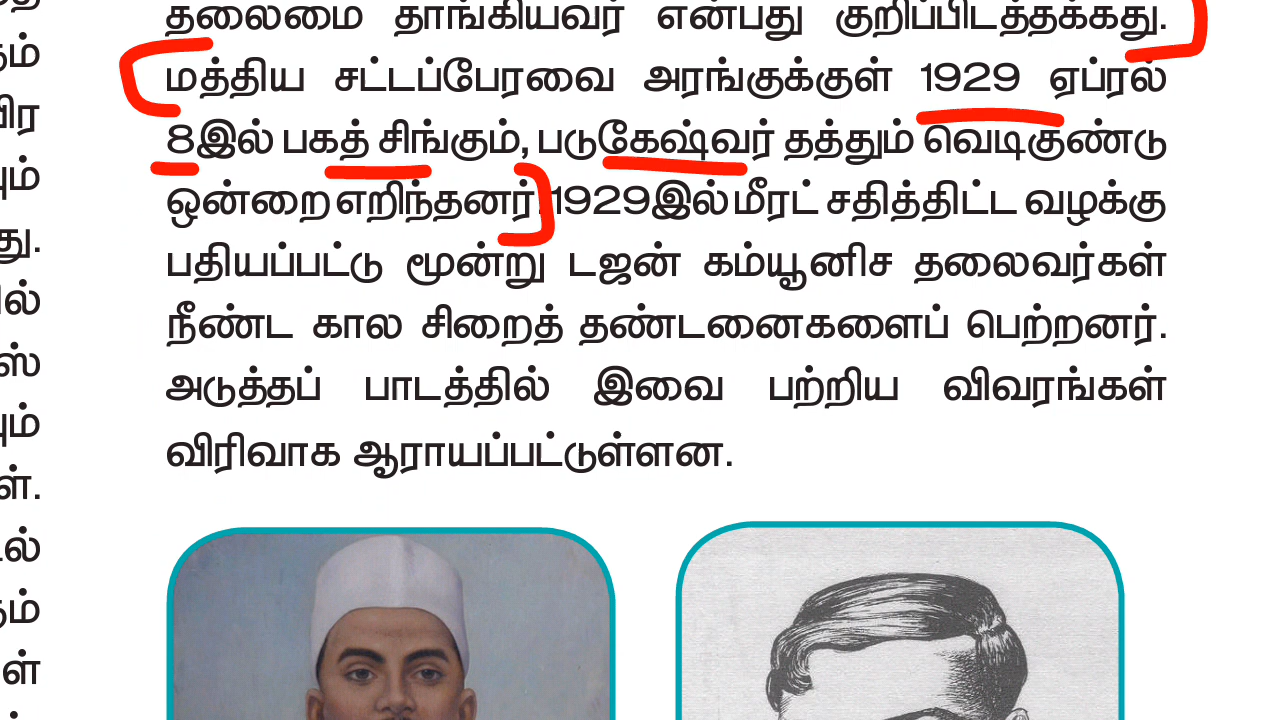 தலைமை தாங்கியவர் என்பது குறிப்பிடத்தக்கது.
மத்திய சட்டப்பேரவை அரங்குக்குள் 1929 ஏப்ரல்
8இல் பகத் சிங்கும், படுகேஷ்வர் தத்தும் வெடிகுண்டு
ஒன்றை எறிந்தனர். 1929இல் மீரட் சதித்திட்ட வழக்கு
பதியப்பட்டு மூன்று டஜன் கம்யூனிச தலைவர்கள்
நீண்ட கால சிறைத் தண்டனைகளைப் பெற்றனர்.
அடுத்தப் பாடத்தில் இவை பற்றிய விவரங்கள்
விரிவாக ஆராயப்பட்டுள்ளன.